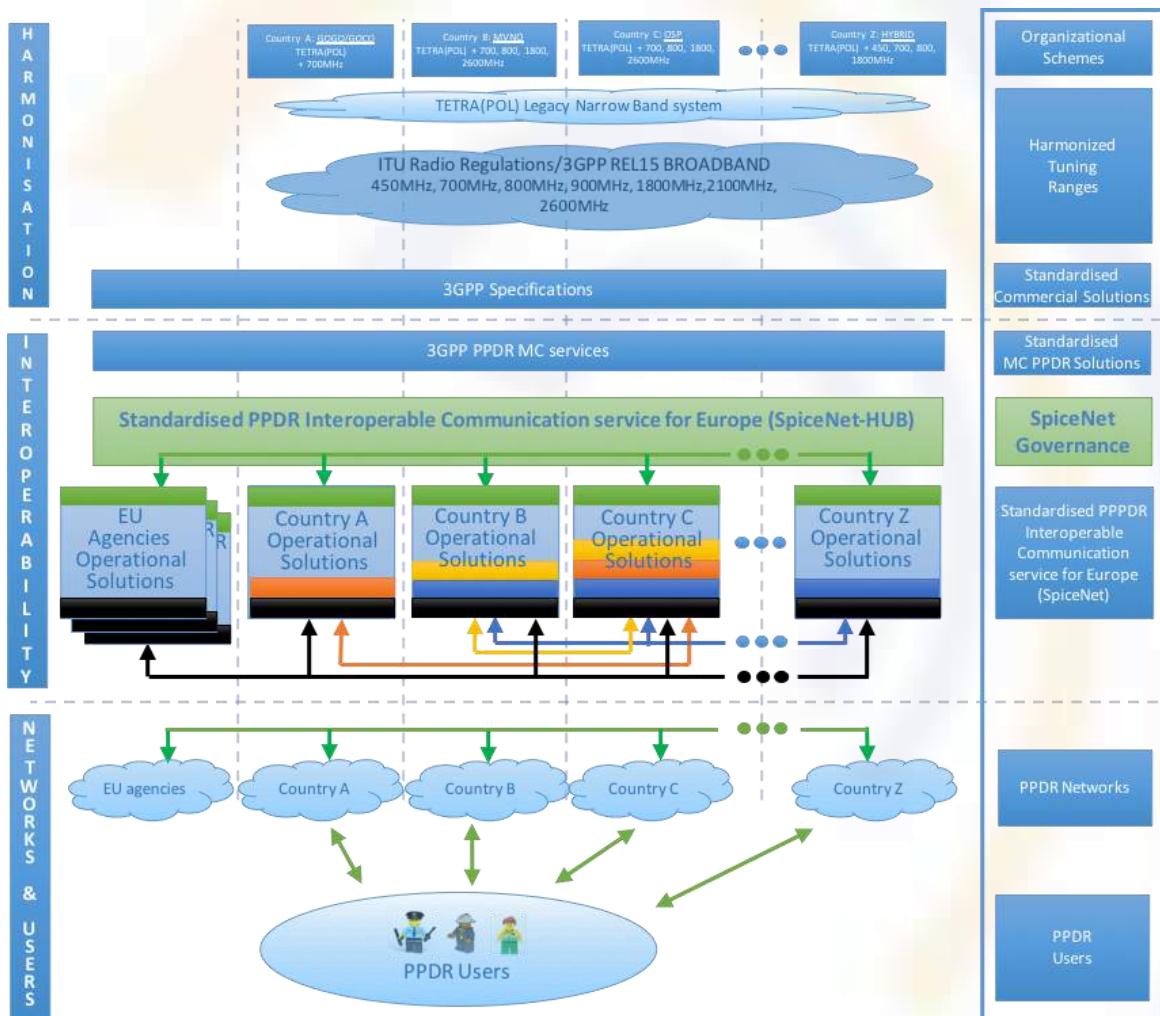 HARMONISATION
Country A: GOGO/GOCO
TETRA(POL)
+ 700MHz
Country B: MVNO
TETRA(POL) + 700, 800, 1800,
2600MHz
Country C: OSP
TETRA(POL) + 700, 800, 1800,
2600MHz
Country Z: HYBRID
TETRA(POL) + 450, 700, 800,
1800MHz
Organizational
Schemes
TETRA(POL) Legacy Narrow Band system
ITU Radio Regulations/3GPP REL15 BROADBAND
450MHz, 700MHz, 800MHz,900MHz,1800MHz,2100MHz,
2600MHz
Harmonized
Tuning
Ranges
3GPP Specifications
Standardised
Commercial Solutions
INTEROPERABILITY
3GPP PPDR MC services
Standardised
MC PPDR Solutions
Standardised PPDR Interoperable Communication service for Europe (SpiceNet-HUB)
SpiceNet
Governance
EU
Agencies
Operational
Solutions
R
R
Country A
Operational
Solutions
Country B
Operational
Solutions
Country C
Operational
Solutions
Country Z
Operational
Solutions
Standardised PPPDR
Interoperable
Communication
service for Europe
(SpiceNet)
NETWORKS & USERS
EU agencies
Country A
Country B
Country C
Country Z
PPDR Networks
PPDR Users
PPDR
Users